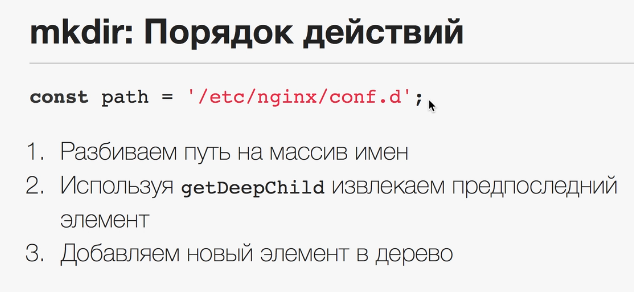 mkdir: Порядок действий
const path = '/etc/nginx/conf.d';
1. Разбиваем путь на массив имен
2. Используя getDeepChild извлекаем предпоследний
элемент
3. Добавляем новый элемент в дерево